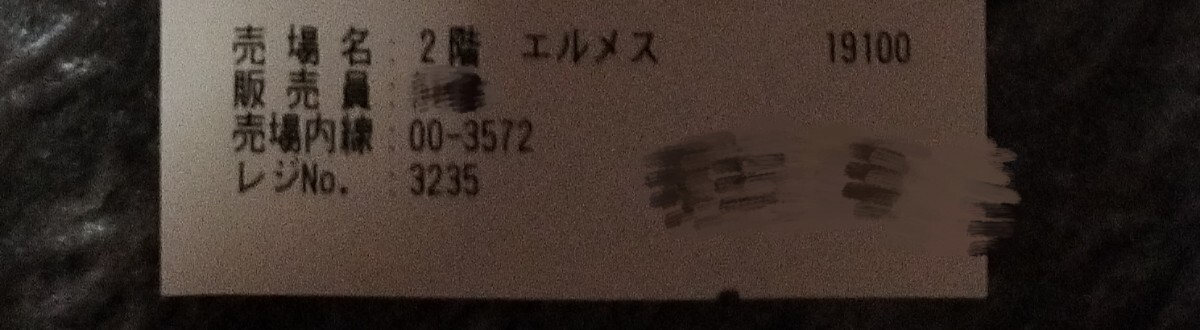 売場名：2階 エルメス 19100
販売員：
売場内線：00-3572
レジNo.：3235